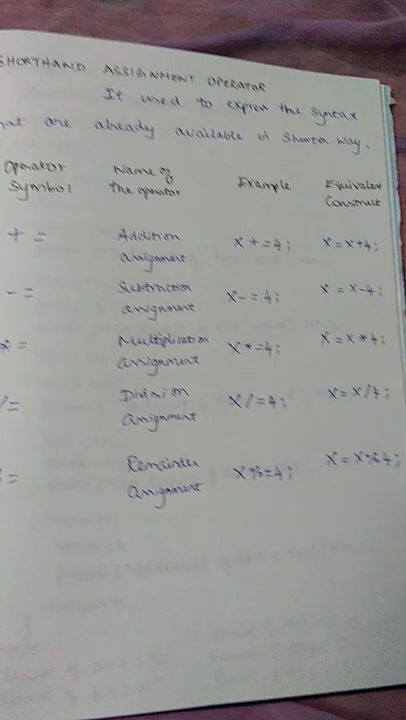 SHORTHAND ASSIGNMENT OPERATOR
It used to express the syntax
hat are already available in Shorter way.
Operator Symbol Name of the operator Example Equivalent Construct
+= Addition assignment x+=4; x=x+4;
-= Subtraction assignment x-=4; x=x-4;
*= Multiplication assignment x*=4; x=x*4;
/= Division assignment x/=4; x=x/4;
= Remainder assignment x%=4; x=x%4;